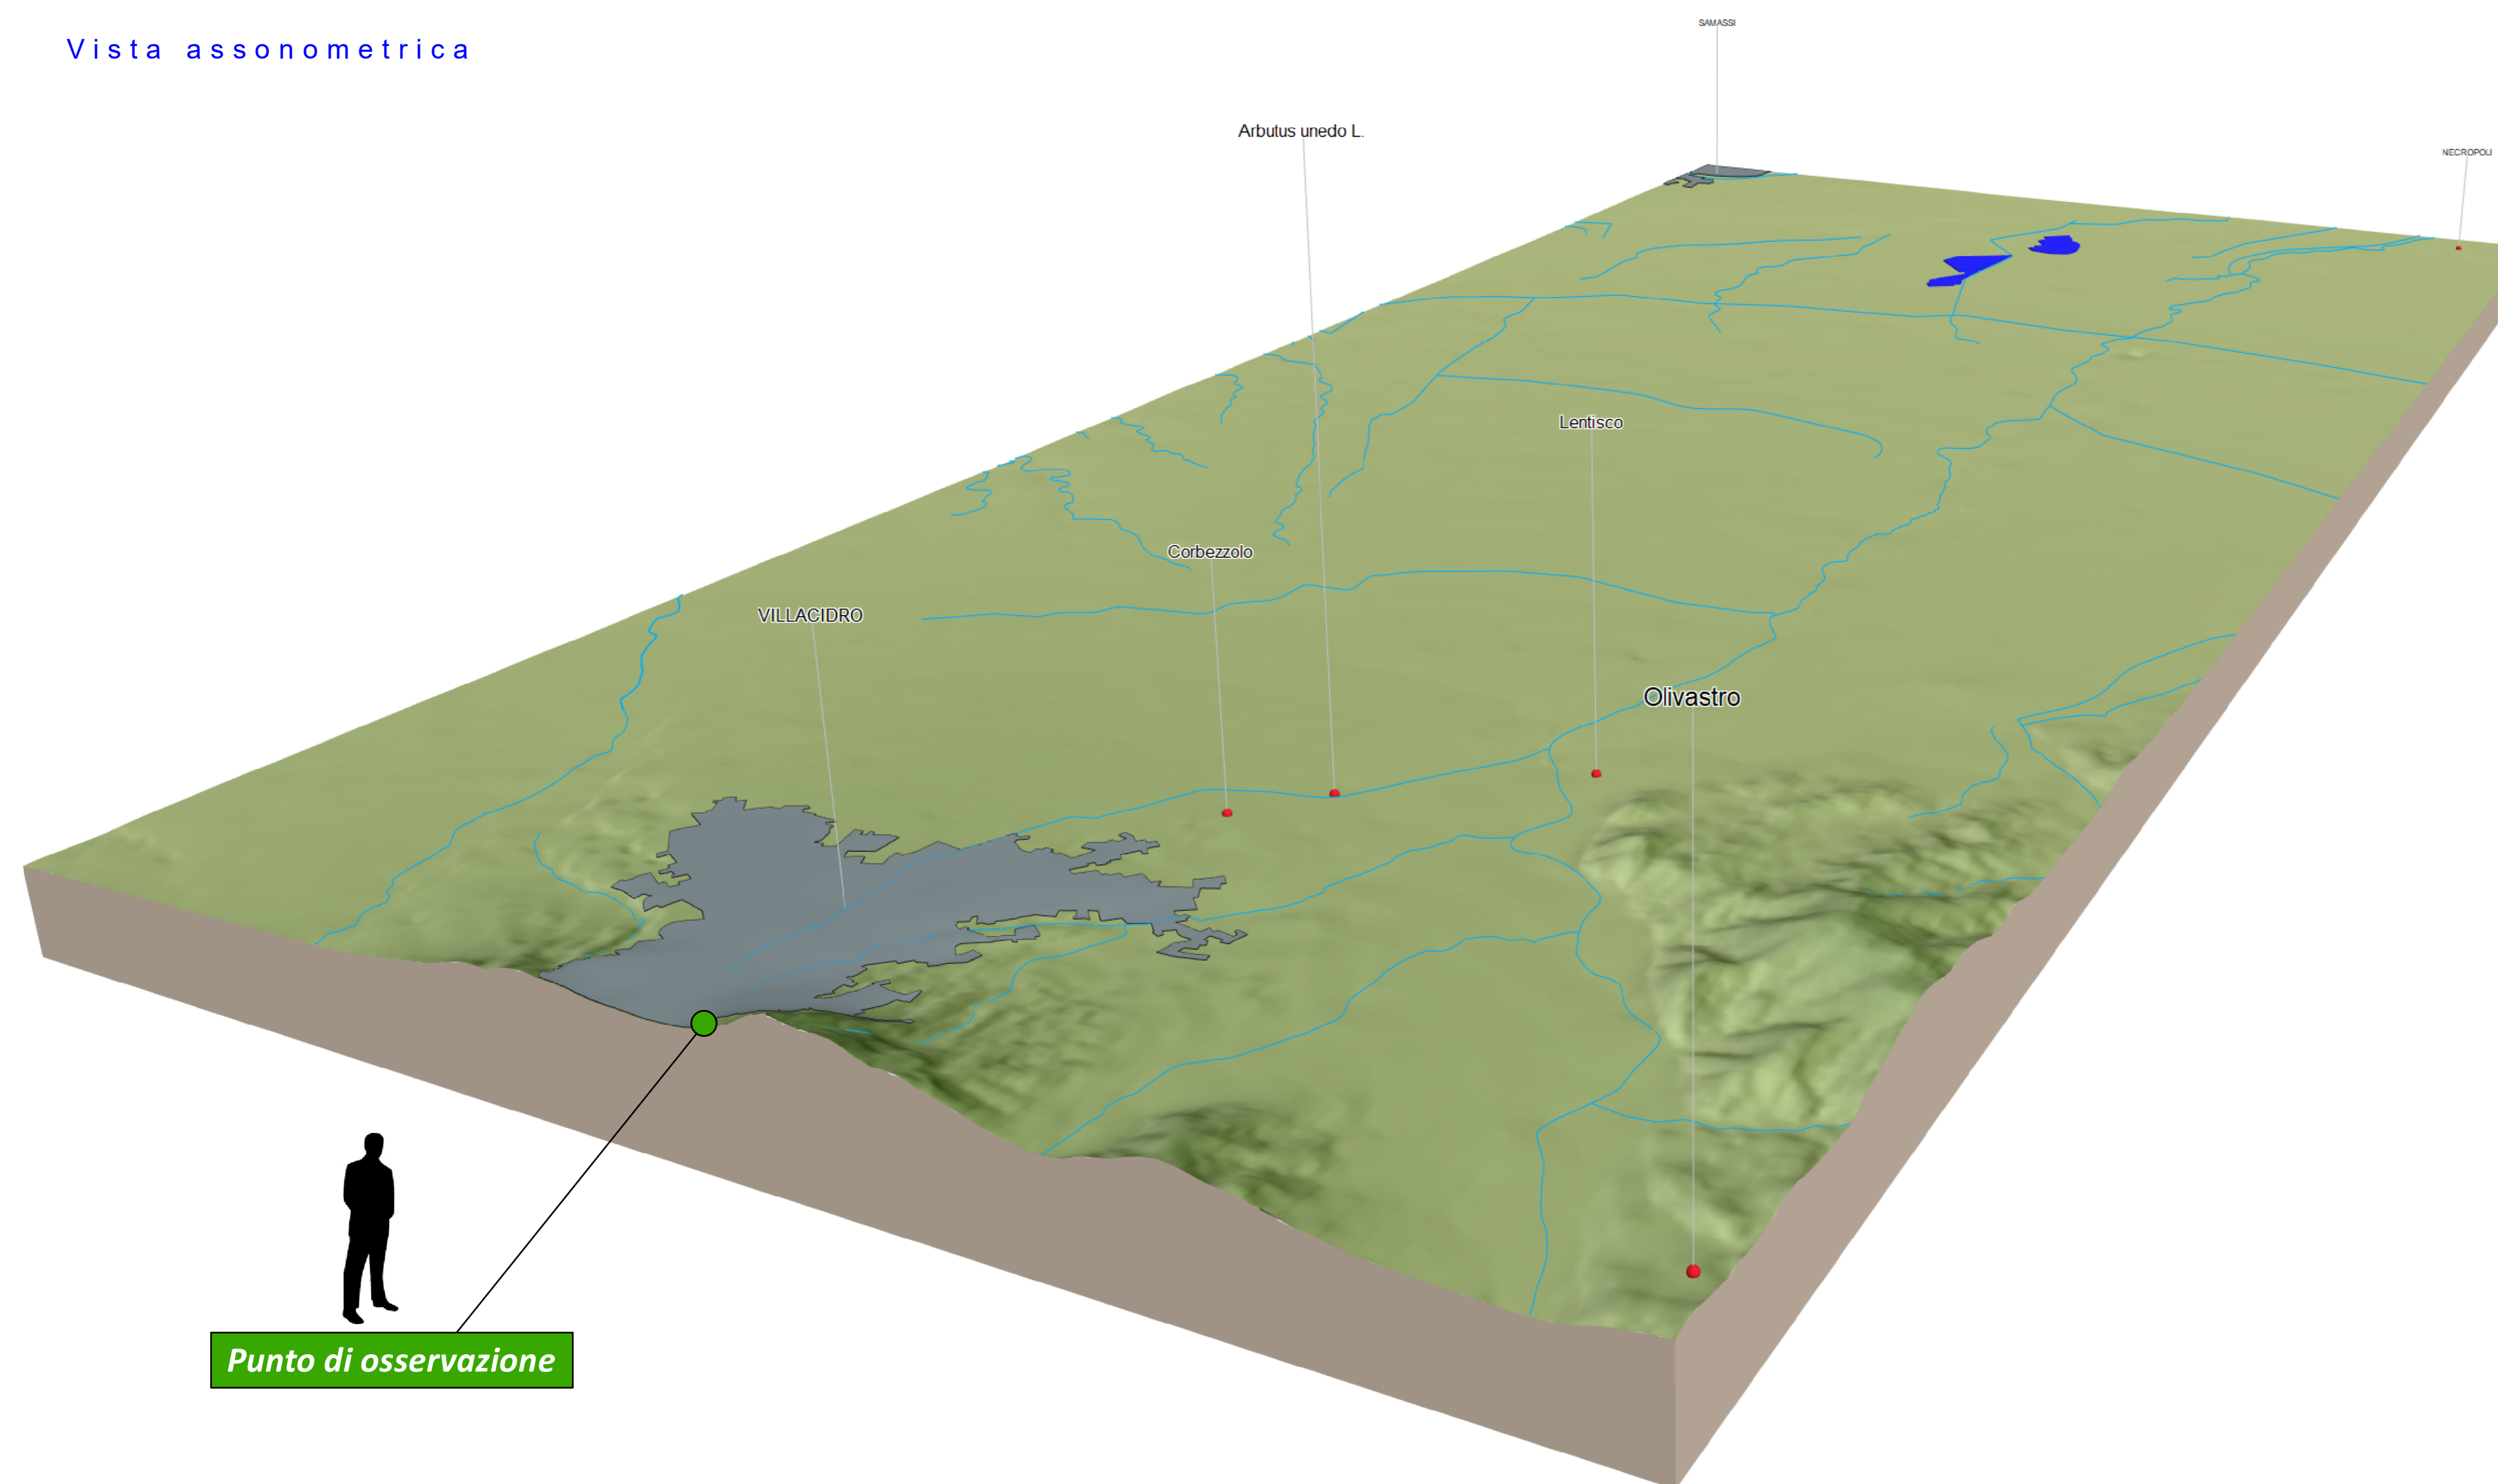 Vista assonometrica
SAMASSI
Arbutus unedo L.
NECROPOLI
Lentisco
Corbezzolo
VILLACIDRO
Olivastro
Punto di osservazione